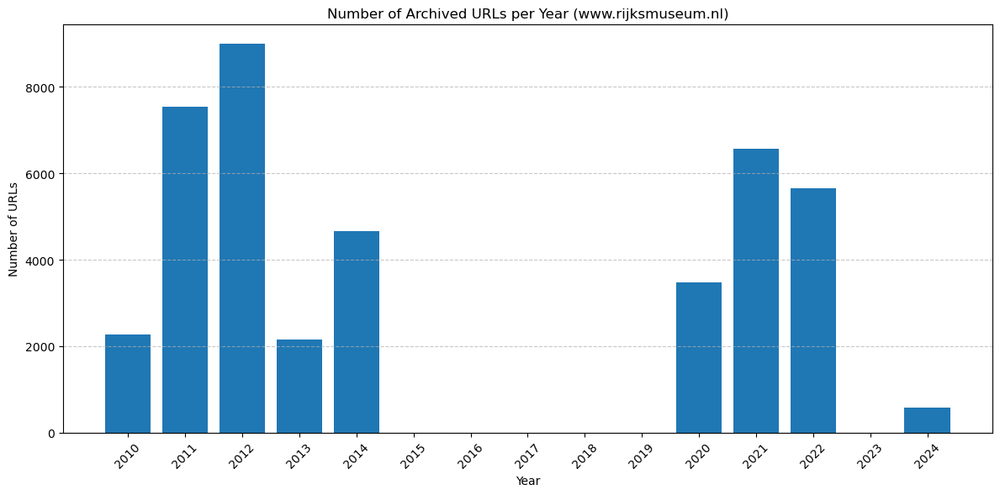 Number of Archived URLs per Year (www.rijksmuseum.nl)
Number of URLs
8000
6000
4000
2000
0
2010 2011 2012 2013 2014 2015 2016 2017 2018 2019 2020 2021 2022 2023 2024
Year